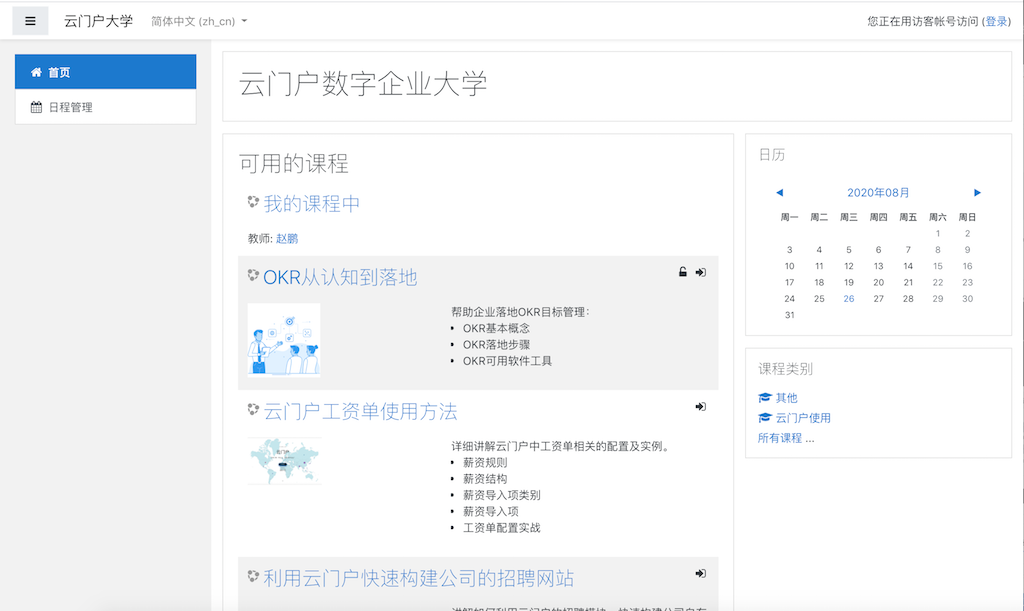 云门户大学 简体中文 (zh_cn)
您正在用访客帐号访问 (登录)
首页
日程管理
云门户数字企业大学
可用的课程
我的课程中
教师: 赵鹏
OKR从认知到落地
帮助企业落地OKR目标管理:
• OKR基本概念
• OKR落地步骤
• OKR可用软件工具
云门户工资单使用方法
详细讲解云门户中工资单相关的配置及实例。
• 薪资规则
• 薪资结构
• 薪资导入项类别
• 薪资导入项
• 工资单配置实战
利用云门户快速构建公司的招聘网站
日历
◀ 2020年08月 ▶
周一 周二 周三 周四 周五 周六 周日
1 2
3 4 5 6 7 8 9
10 11 12 13 14 15 16
17 18 19 20 21 22 23
24 25 26 27 28 29 30
31
课程类别
其他
云门户使用
所有课程 ...